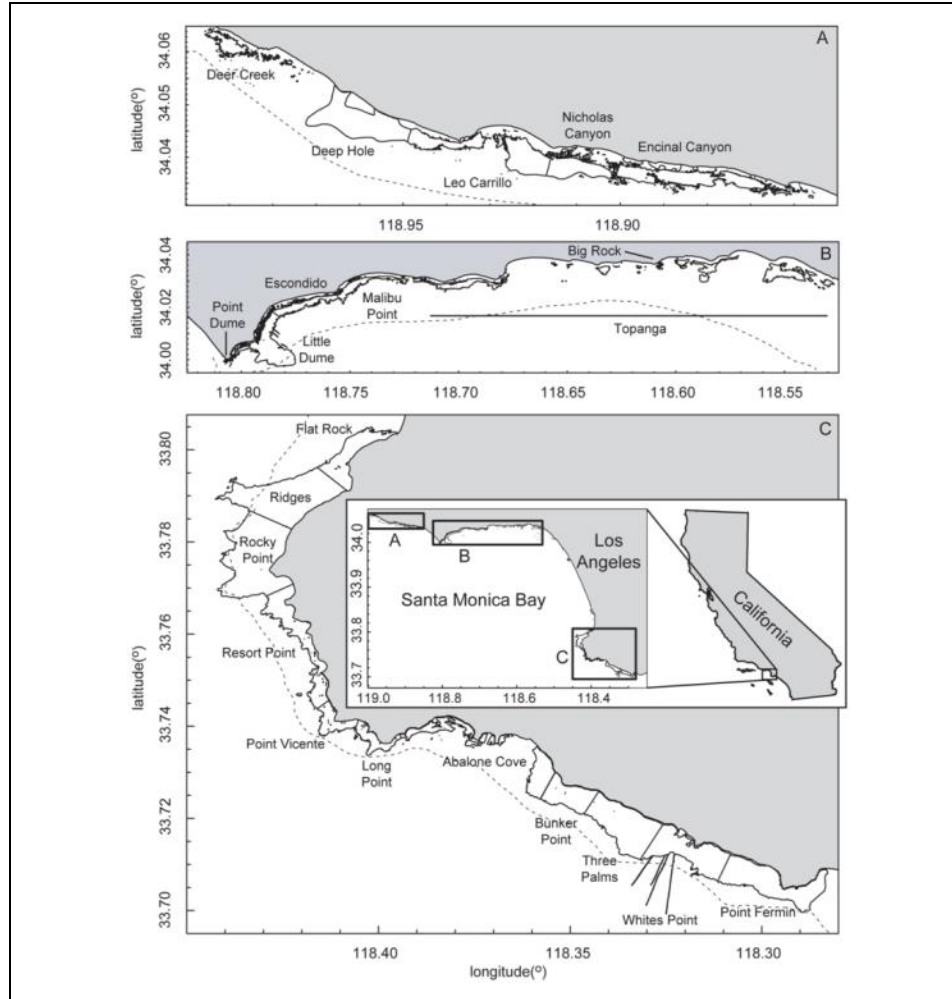 A
latitude(º)
34.06
34.05
34.04
Deer Creek
Deep Hole
Leo Carrillo
Nicholas
Canyon
Encinal Canyon
118.95
118.90
B
latitude(º)
34.04
34.02
34.00
Point
Dume
Escondido
Little
Dume
Malibu
Point
Big Rock
Topanga
118.80
118.75
118.70
118.65
118.60
118.55
C
latitude(º)
33.80
33.78
33.76
33.74
33.72
33.70
Flat Rock
Ridges
Rocky
Point
Resort Point
Point Vicente
Long
Point
Abalone Cove
Bunker
Point
Three
Palms
Whites Point
Point Fermin
34.0
33.9
33.8
33.7
A
B
C
Los
Angeles
Santa Monica Bay
119.0
118.8
118.6
118.4
California
118.40
118.35
118.30
longitude(º)